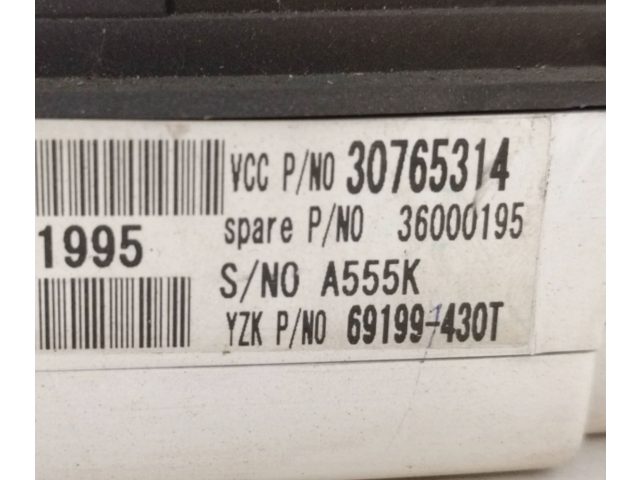 VCC P/NO 30765314
spare P/NO 36000195
1995
S/NO A555K
YZK P/NO 69199-430T